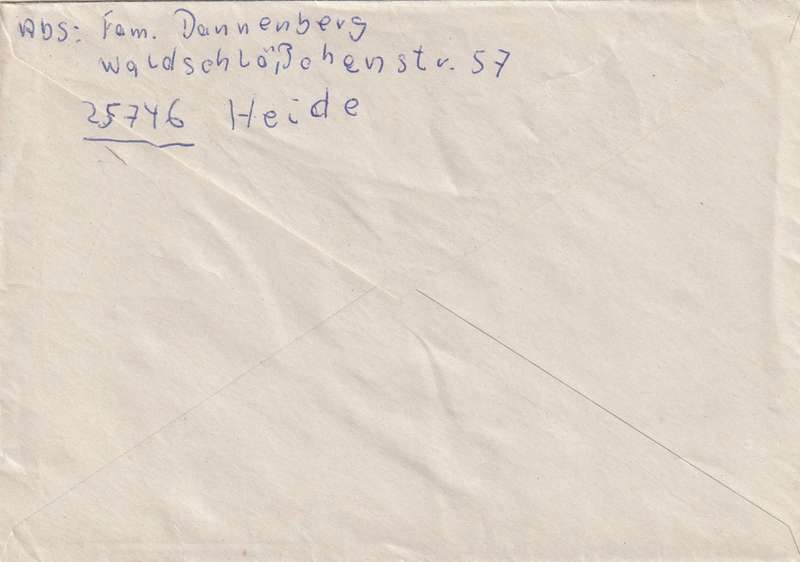 Abs: Fam. Dannenberg
Waldschlößchenstr. 57
25746 Heide